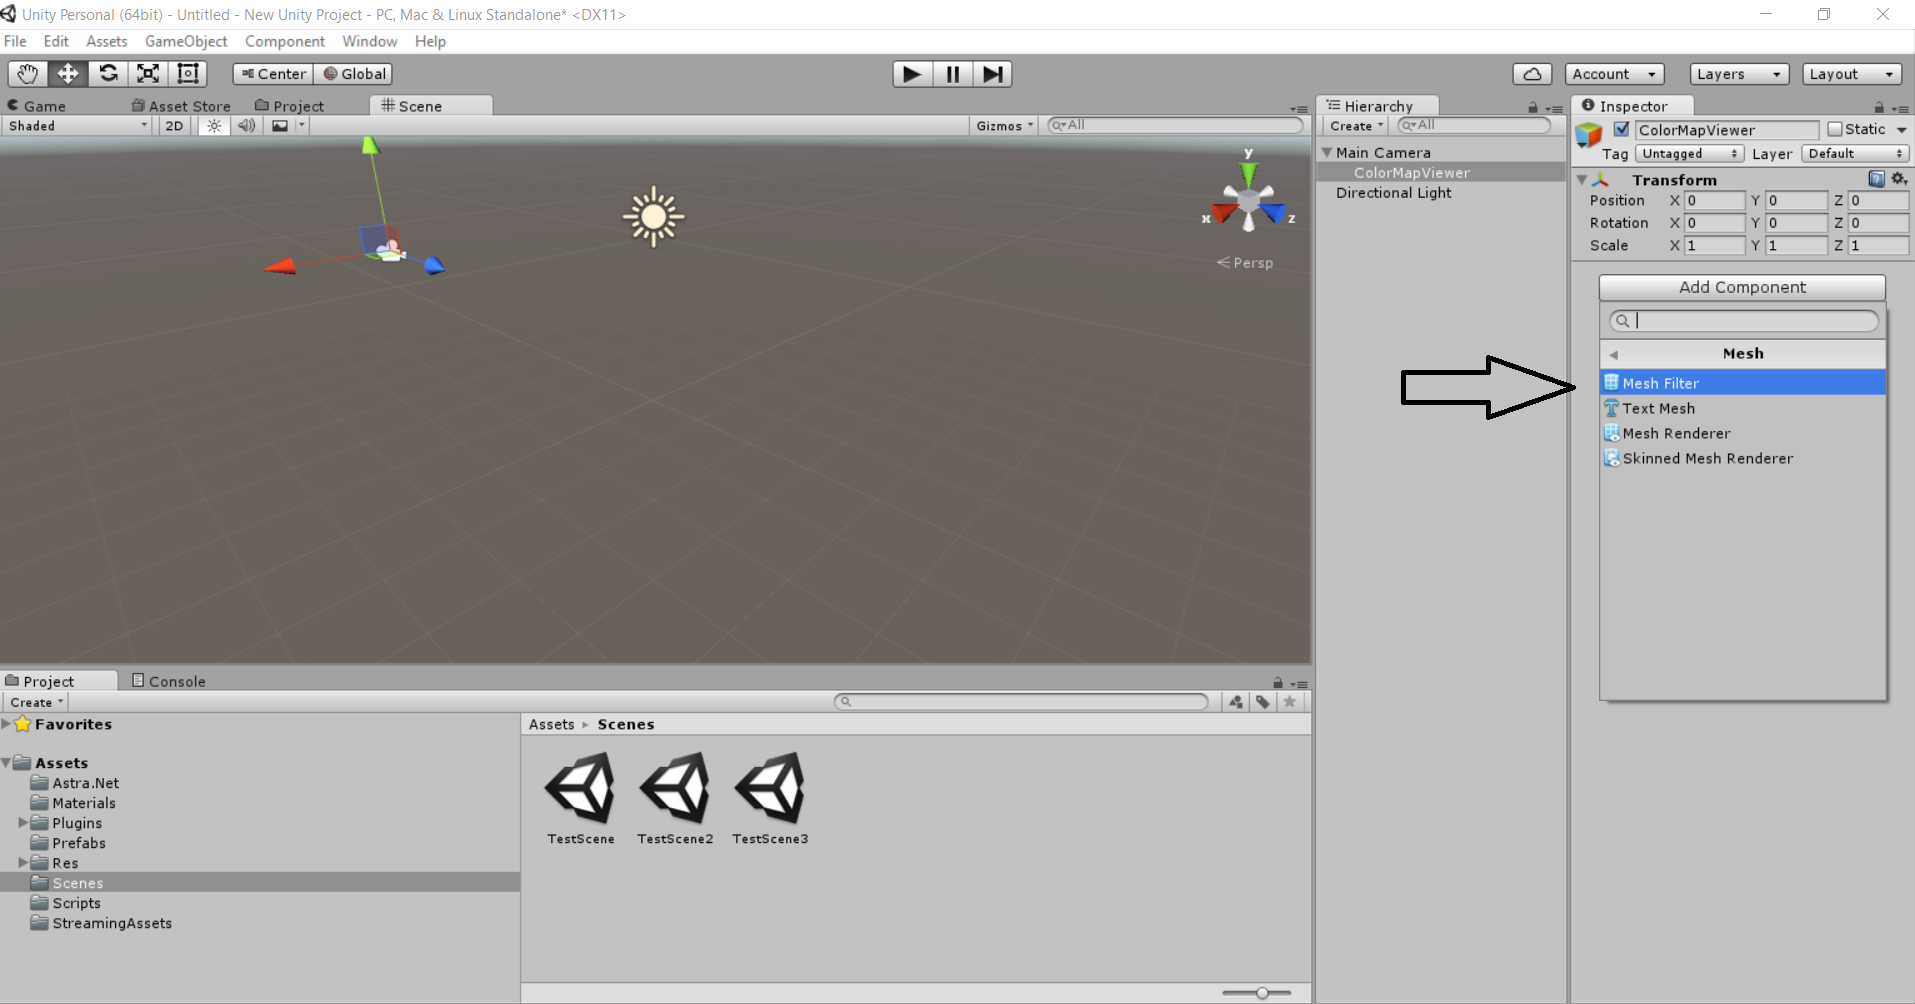 Unity Personal (64bit) - Untitled - New Unity Project - PC, Mac & Linux Standalone* <DX11>
File Edit Assets GameObject Component Window Help
Center Global Account Layers Layout
Game Asset Store Project Scene
Shaded 2D Gizmos All
y
x
z
Persp
Hierarchy
Create All
Main Camera
ColorMapViewer
Directional Light
Inspector
ColorMapViewer Static
Tag Untagged Layer Default
Transform
Position X 0 Y 0 Z 0
Rotation X 0 Y 0 Z 0
Scale X 1 Y 1 Z 1
Add Component
Mesh
Mesh Filter
Text Mesh
Mesh Renderer
Skinned Mesh Renderer
Project Console
Create
Favorites
Assets
Astra.Net
Materials
Plugins
Prefabs
Res
Scenes
Scripts
StreamingAssets
Assets Scenes
TestScene TestScene2 TestScene3